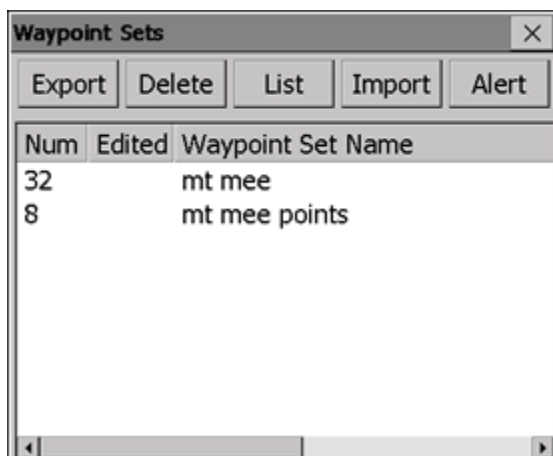 Waypoint Sets
Export Delete List Import Alert
Num Edited Waypoint Set Name
32 mt mee
8 mt mee points